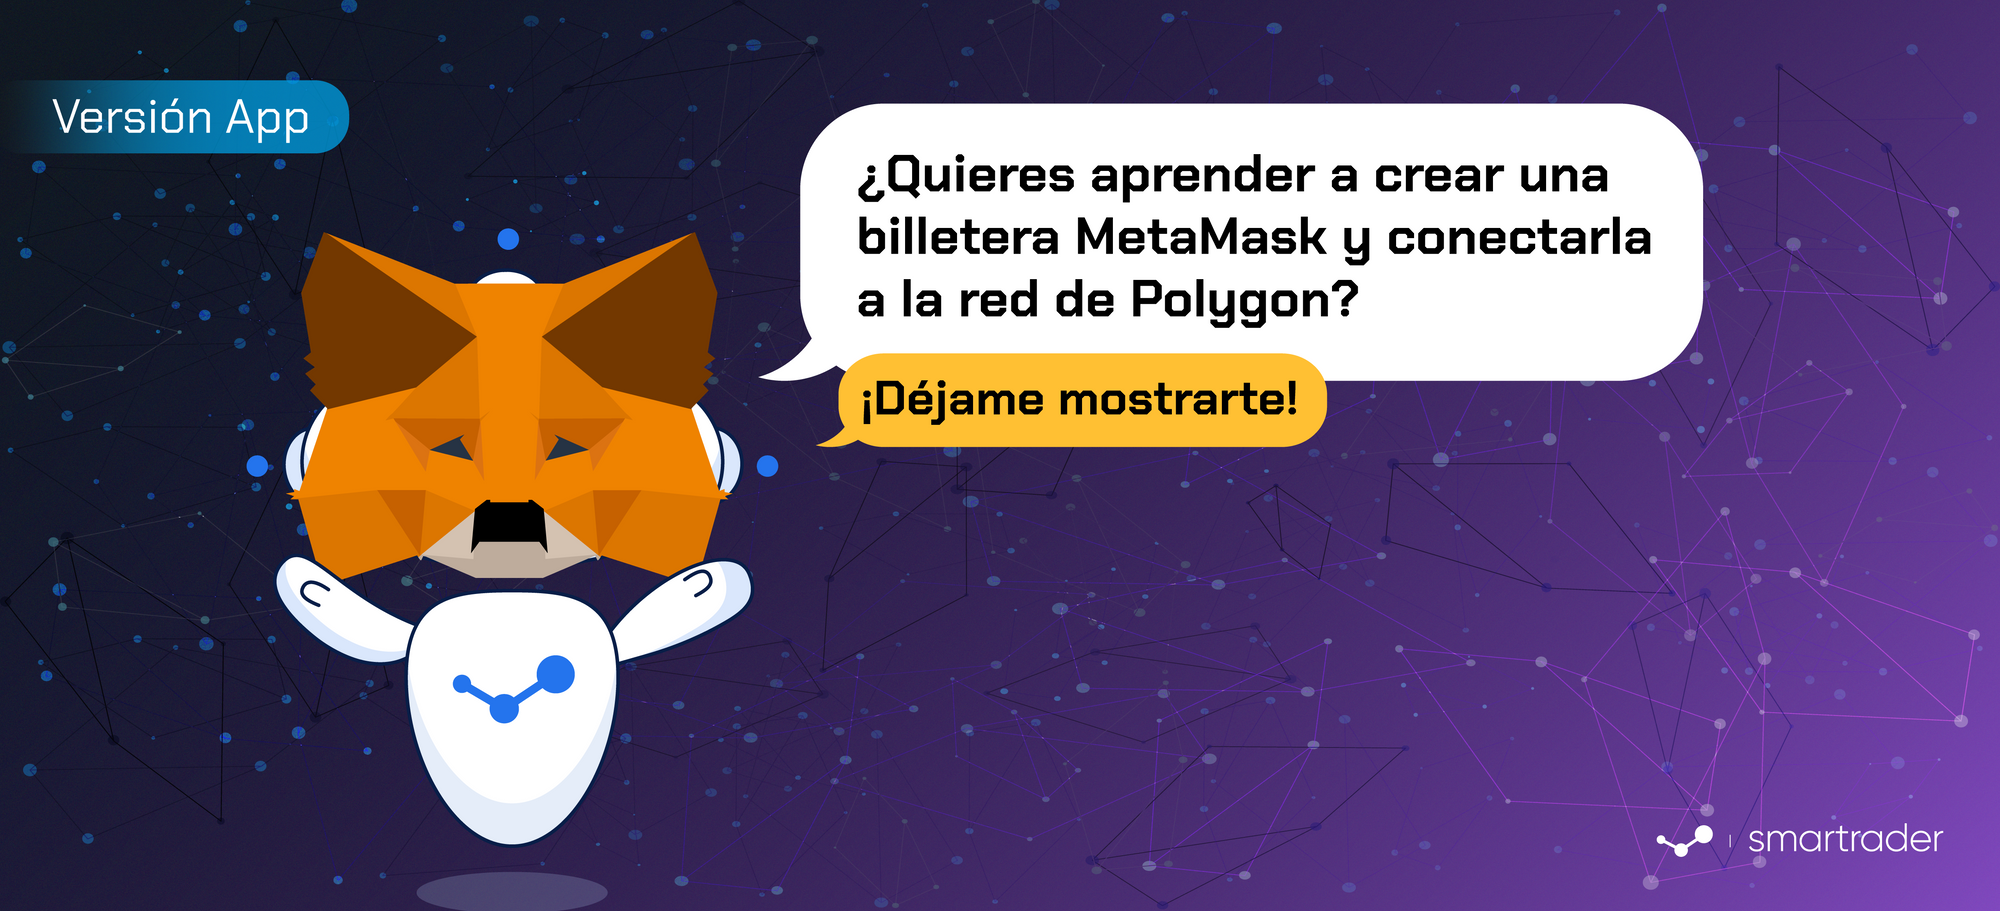 Versión App
¿Quieres aprender a crear una
billetera MetaMask y conectarla
a la red de Polygon?
¡Déjame mostrarte!
smartrader